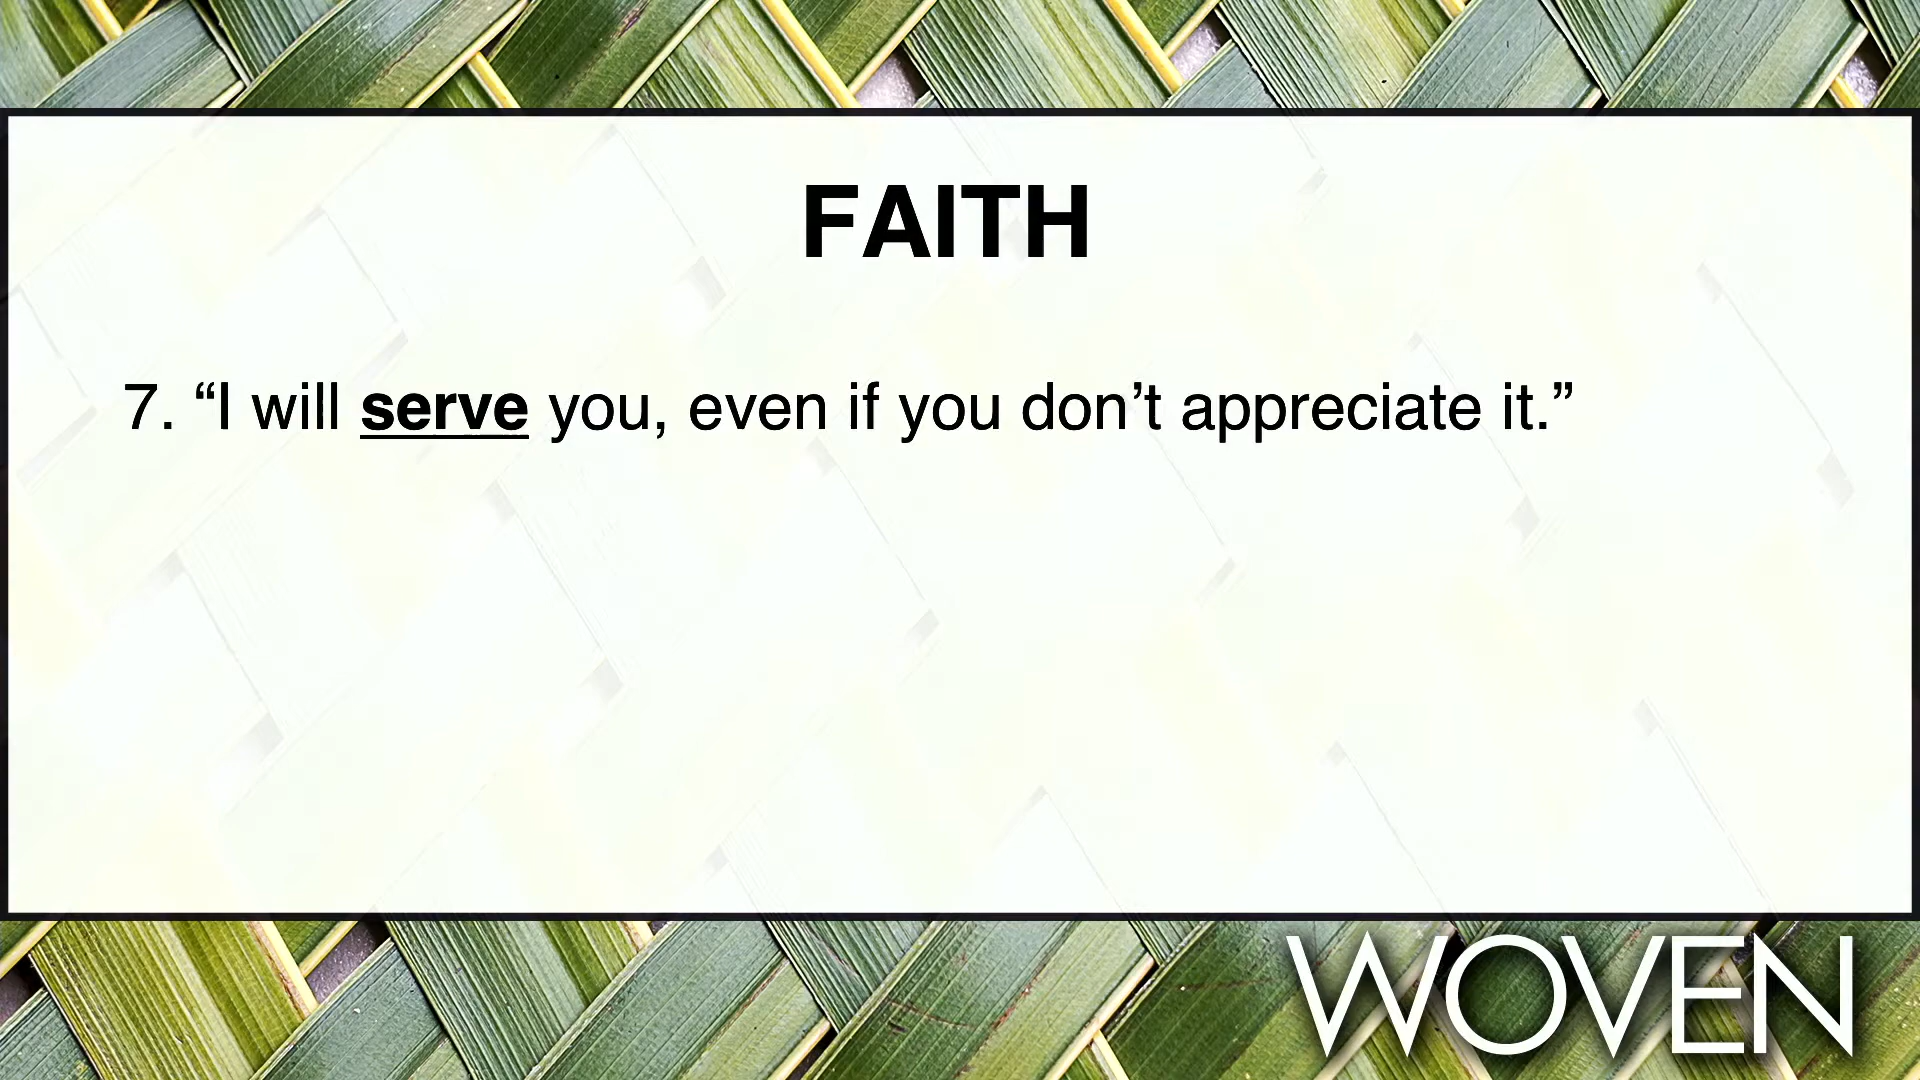 FAITH
7. “I will serve you, even if you don’t appreciate it.”
WOVEN